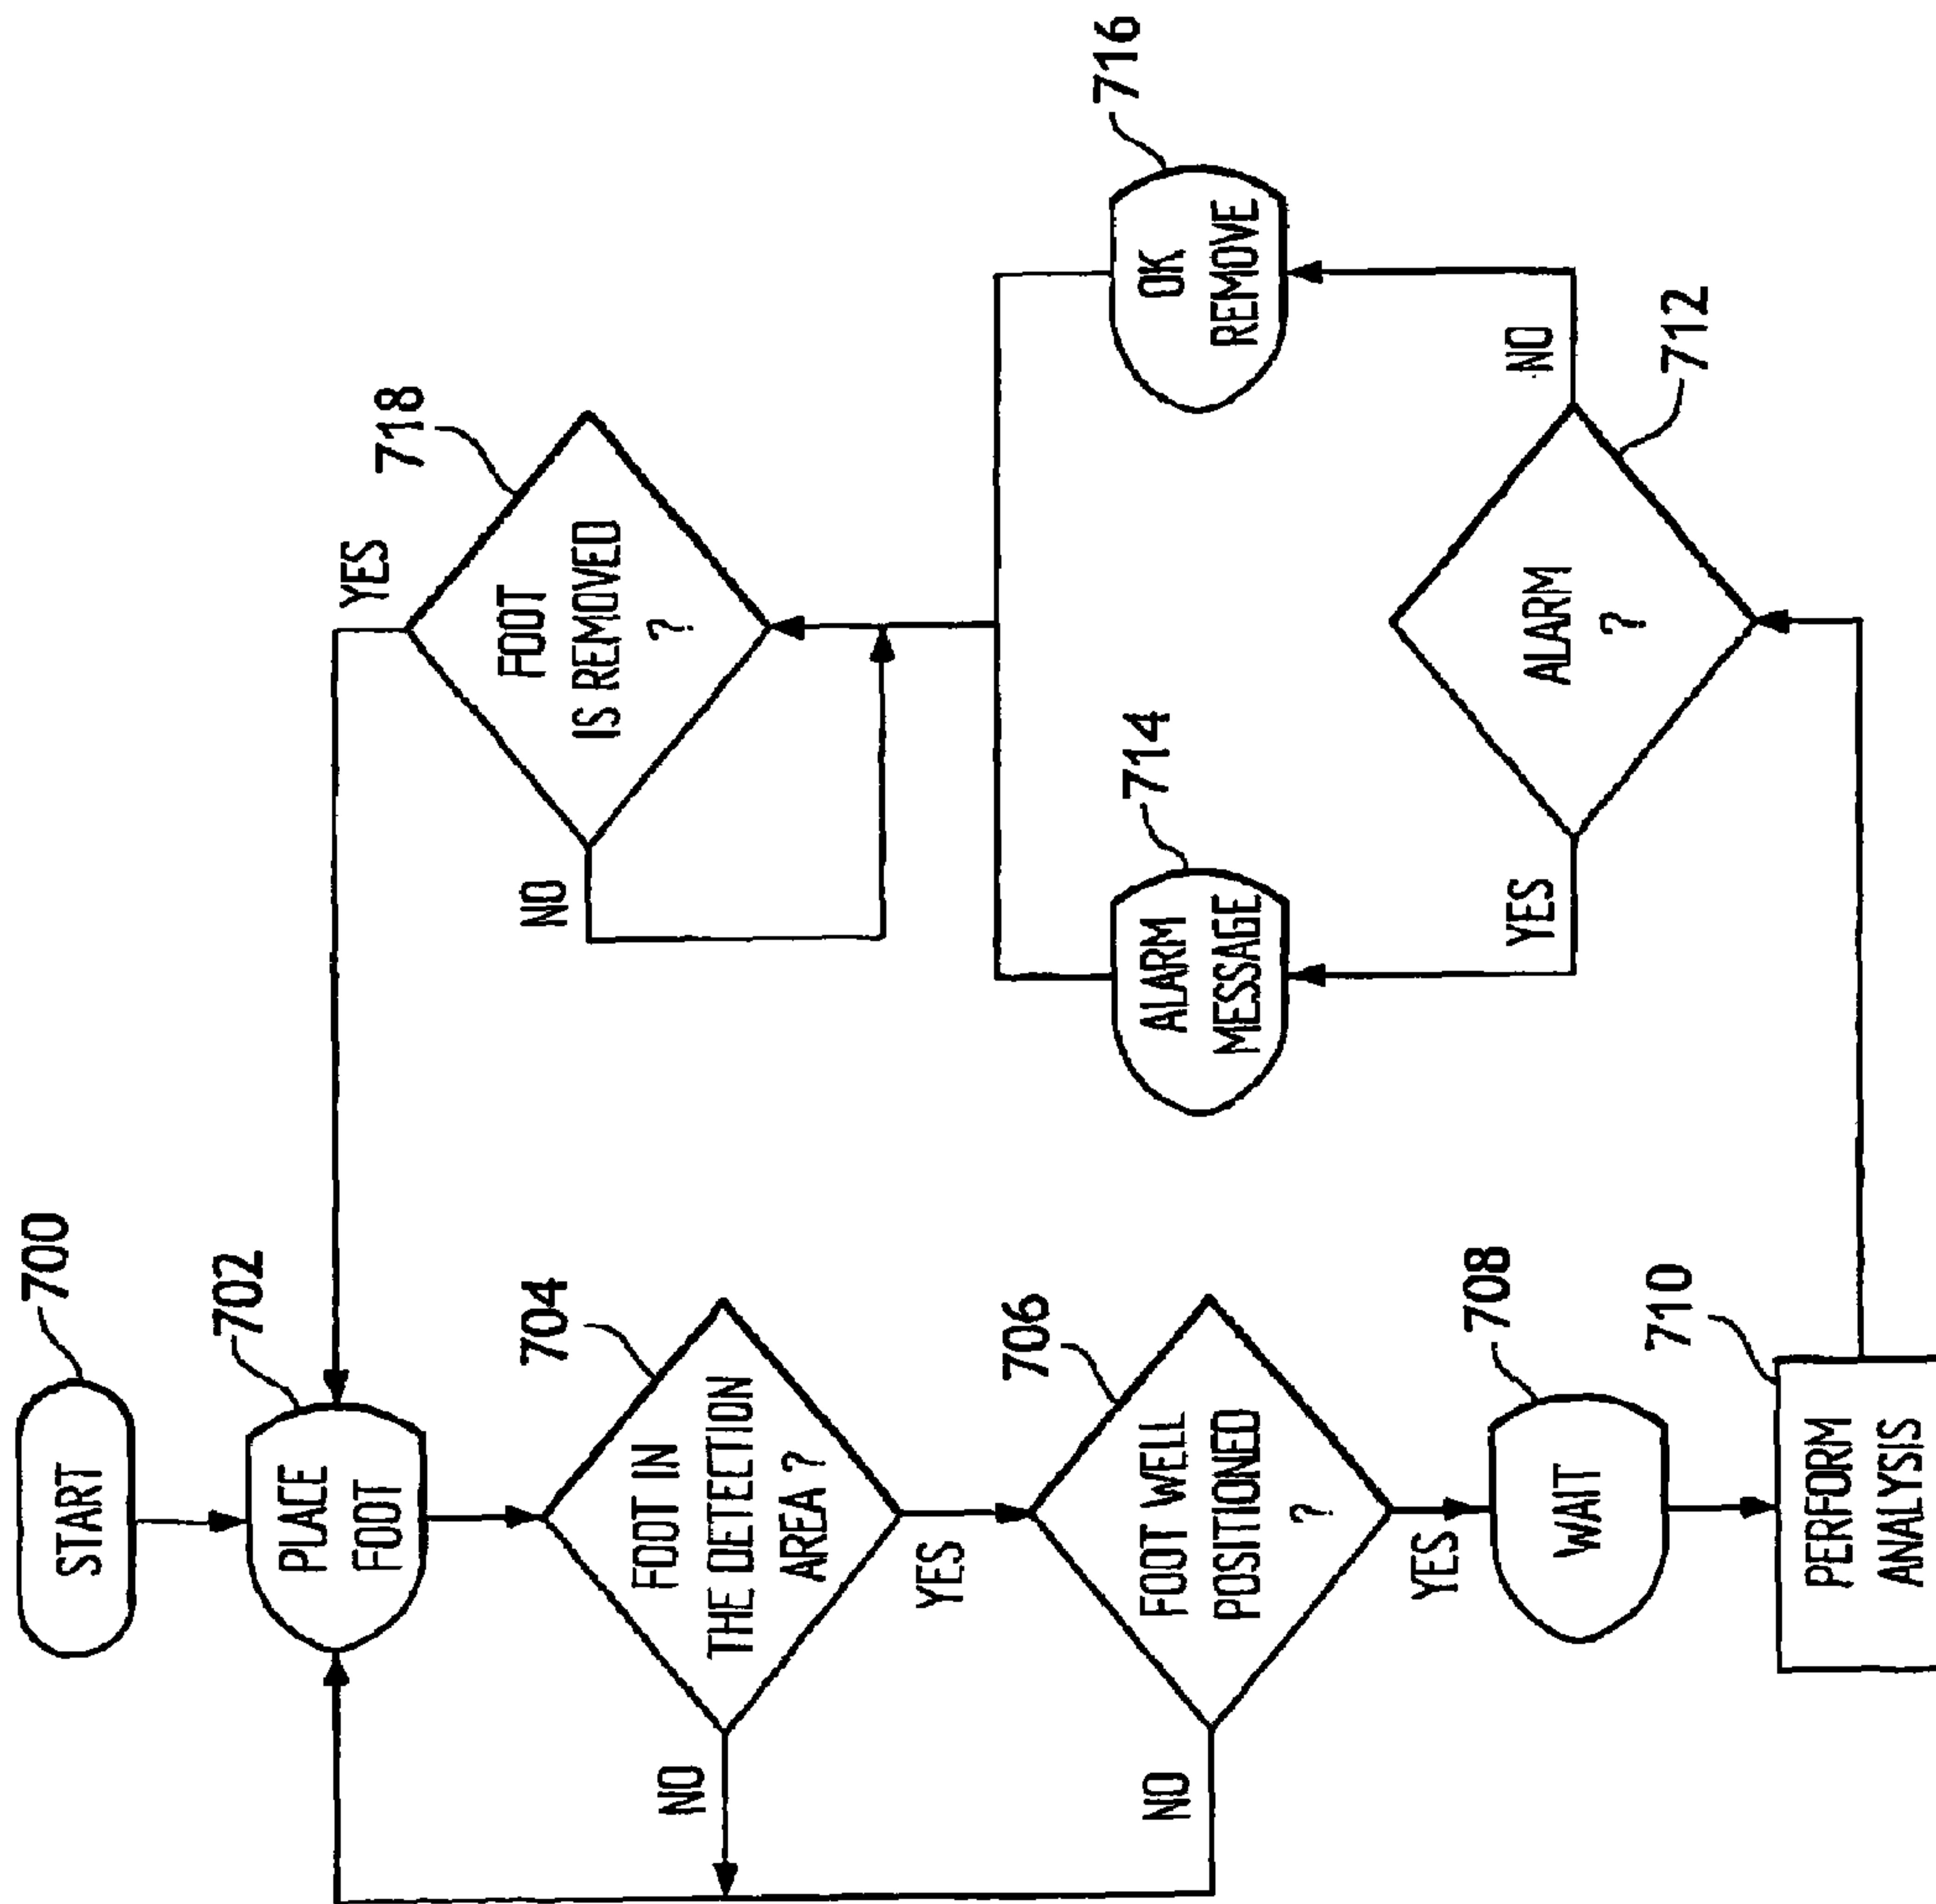 START
700
PLACE
FOOT
702
FOOT IN
THE DETECTION
AREA ?
704
NO
YES
FOOT WELL
POSITIONED
?
706
NO
YES
WAIT
708
PERFORM
ANALYSIS
710
ALARM
?
712
YES
NO
ALARM
MESSAGE
714
OK
REMOVE
716
FOOT
IS REMOVED
?
718
NO
YES